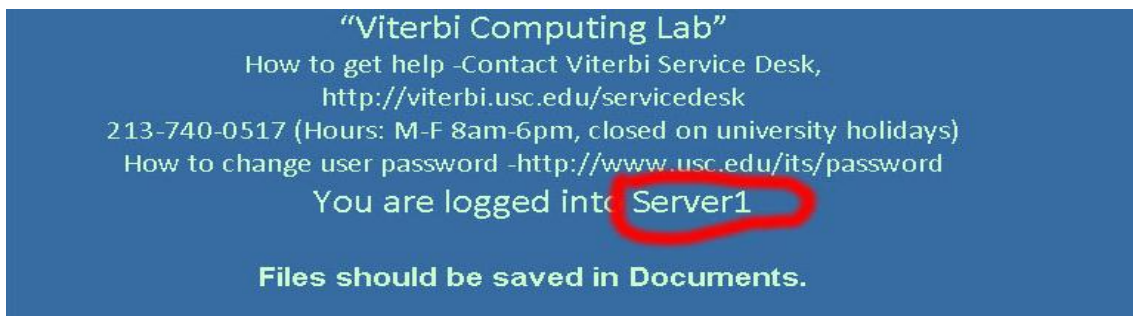 “Viterbi Computing Lab”
How to get help -Contact Viterbi Service Desk,
http://viterbi.usc.edu/servicedesk
213-740-0517 (Hours: M-F 8am-6pm, closed on university holidays)
How to change user password -http://www.usc.edu/its/password
You are logged into Server1
Files should be saved in Documents.